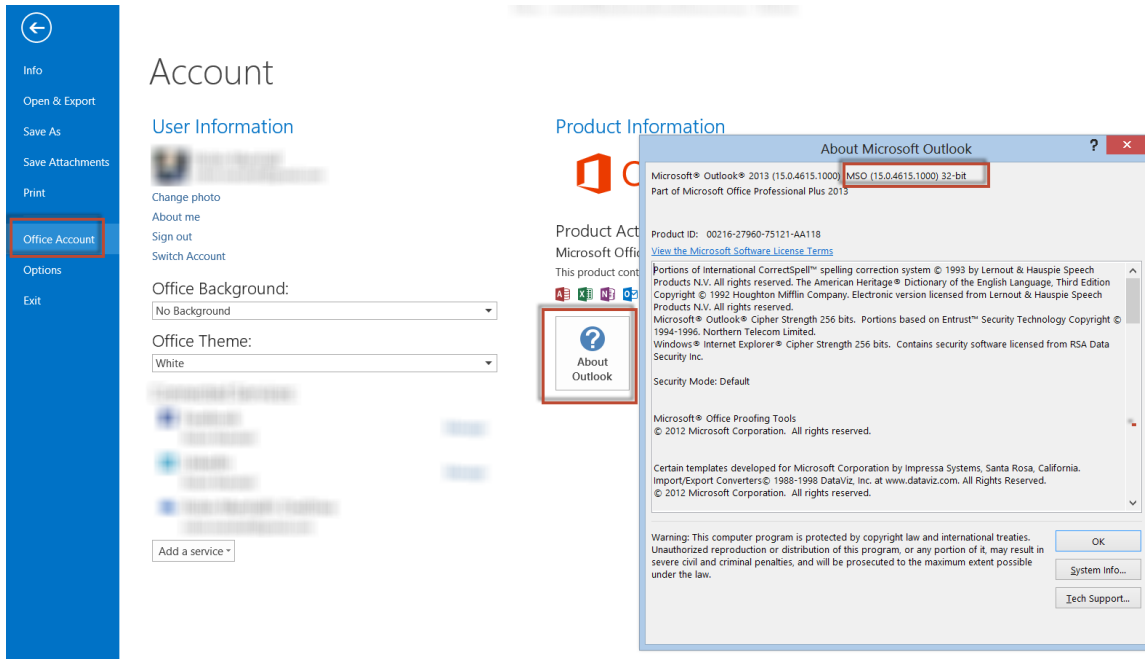 Info
Open & Export
Save As
Save Attachments
Print
Office Account
Options
Exit
Account
User Information
Change photo
About me
Sign out
Switch Account
Office Background:
No Background
Office Theme:
White
Add a service
Product Information
Product Act
Microsoft Offi
This product cont
About
Outlook
About Microsoft Outlook
Microsoft® Outlook® 2013 (15.0.4615.1000) MSO (15.0.4615.1000) 32-bit
Part of Microsoft Office Professional Plus 2013
Product ID: 00216-27960-75121-AA118
View the Microsoft Software License Terms
Portions of International CorrectSpell™ spelling correction system © 1993 by Lernout & Hauspie Speech
Products N.V. All rights reserved. The American Heritage® Dictionary of the English Language, Third Edition
Copyright © 1992 Houghton Mifflin Company. Electronic version licensed from Lernout & Hauspie Speech
Products N.V. All rights reserved.
Microsoft® Outlook® Cipher Strength 256 bits. Portions based on Entrust™ Security Technology Copyright ©
1994-1996. Northern Telecom Limited.
Windows® Internet Explorer® Cipher Strength 256 bits. Contains security software licensed from RSA Data
Security Inc.
Security Mode: Default
Microsoft® Office Proofing Tools
© 2012 Microsoft Corporation. All rights reserved.
Certain templates developed for Microsoft Corporation by Impressa Systems, Santa Rosa, California.
Import/Export Converters© 1988-1998 DataViz, Inc. at www.dataviz.com. All Rights Reserved.
© 2012 Microsoft Corporation. All rights reserved.
Warning: This computer program is protected by copyright law and international treaties.
Unauthorized reproduction or distribution of this program, or any portion of it, may result in
severe civil and criminal penalties, and will be prosecuted to the maximum extent possible
under the law.
OK
System Info...
Tech Support...